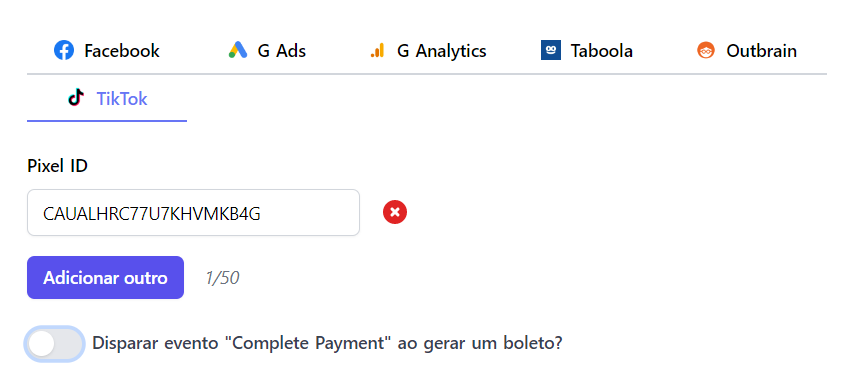 Facebook G Ads G Analytics Taboola Outbrain
TikTok
Pixel ID
CAUALHRC77U7KHVMKB4G
Adicionar outro 1/50
Disparar evento "Complete Payment" ao gerar um boleto?